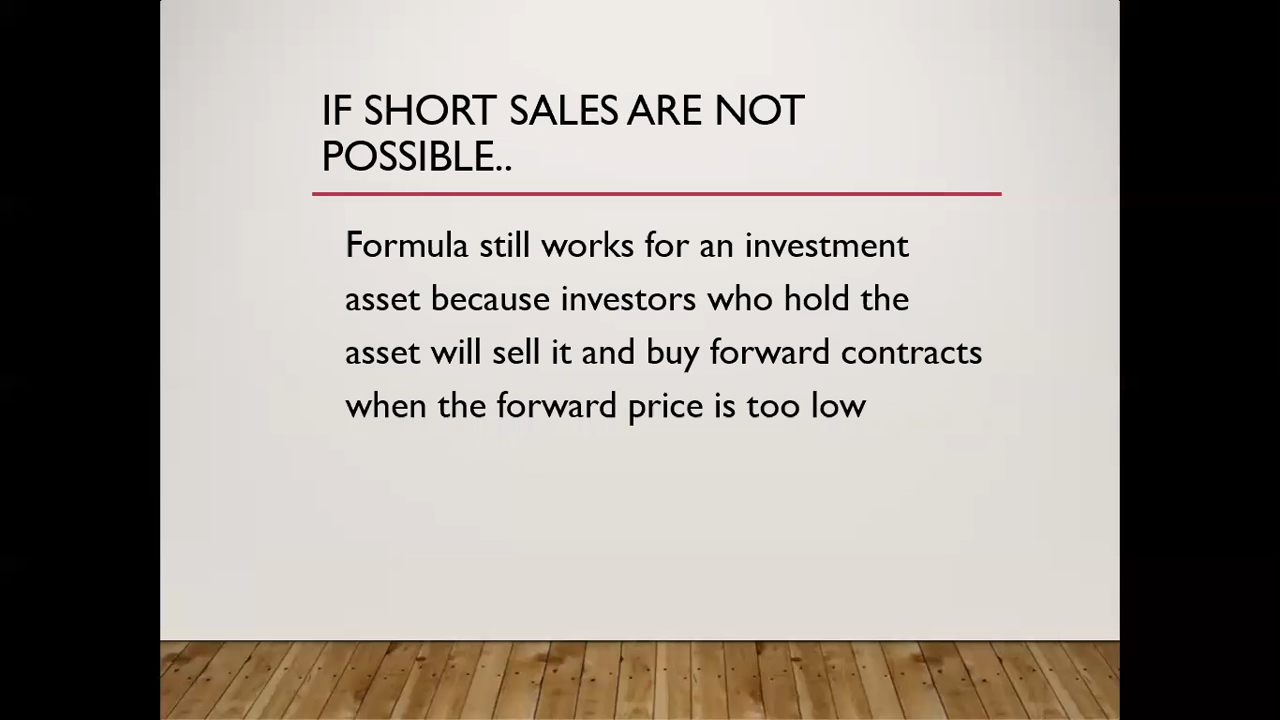 IF SHORT SALES ARE NOT
POSSIBLE..
Formula still works for an investment
asset because investors who hold the
asset will sell it and buy forward contracts
when the forward price is too low